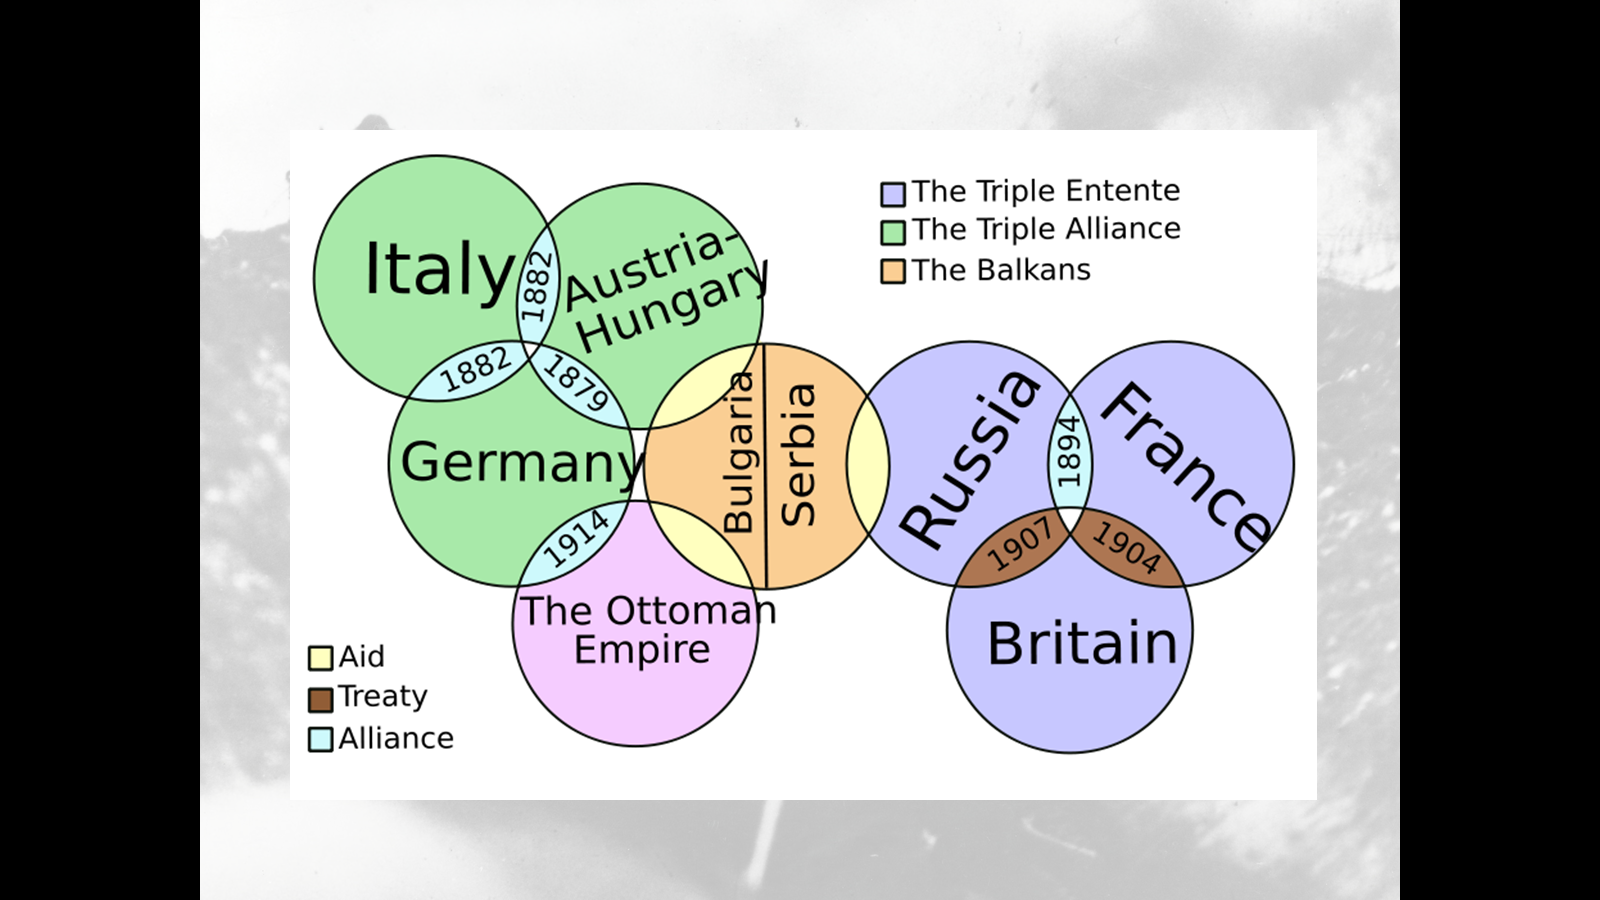 Italy
1882
Austria-
Hungary
The Triple Entente
The Triple Alliance
The Balkans
1882
1879
Germany
Bulgaria
Serbia
Russia
1894
France
1914
1907
1904
The Ottoman
Empire
Britain
Aid
Treaty
Alliance